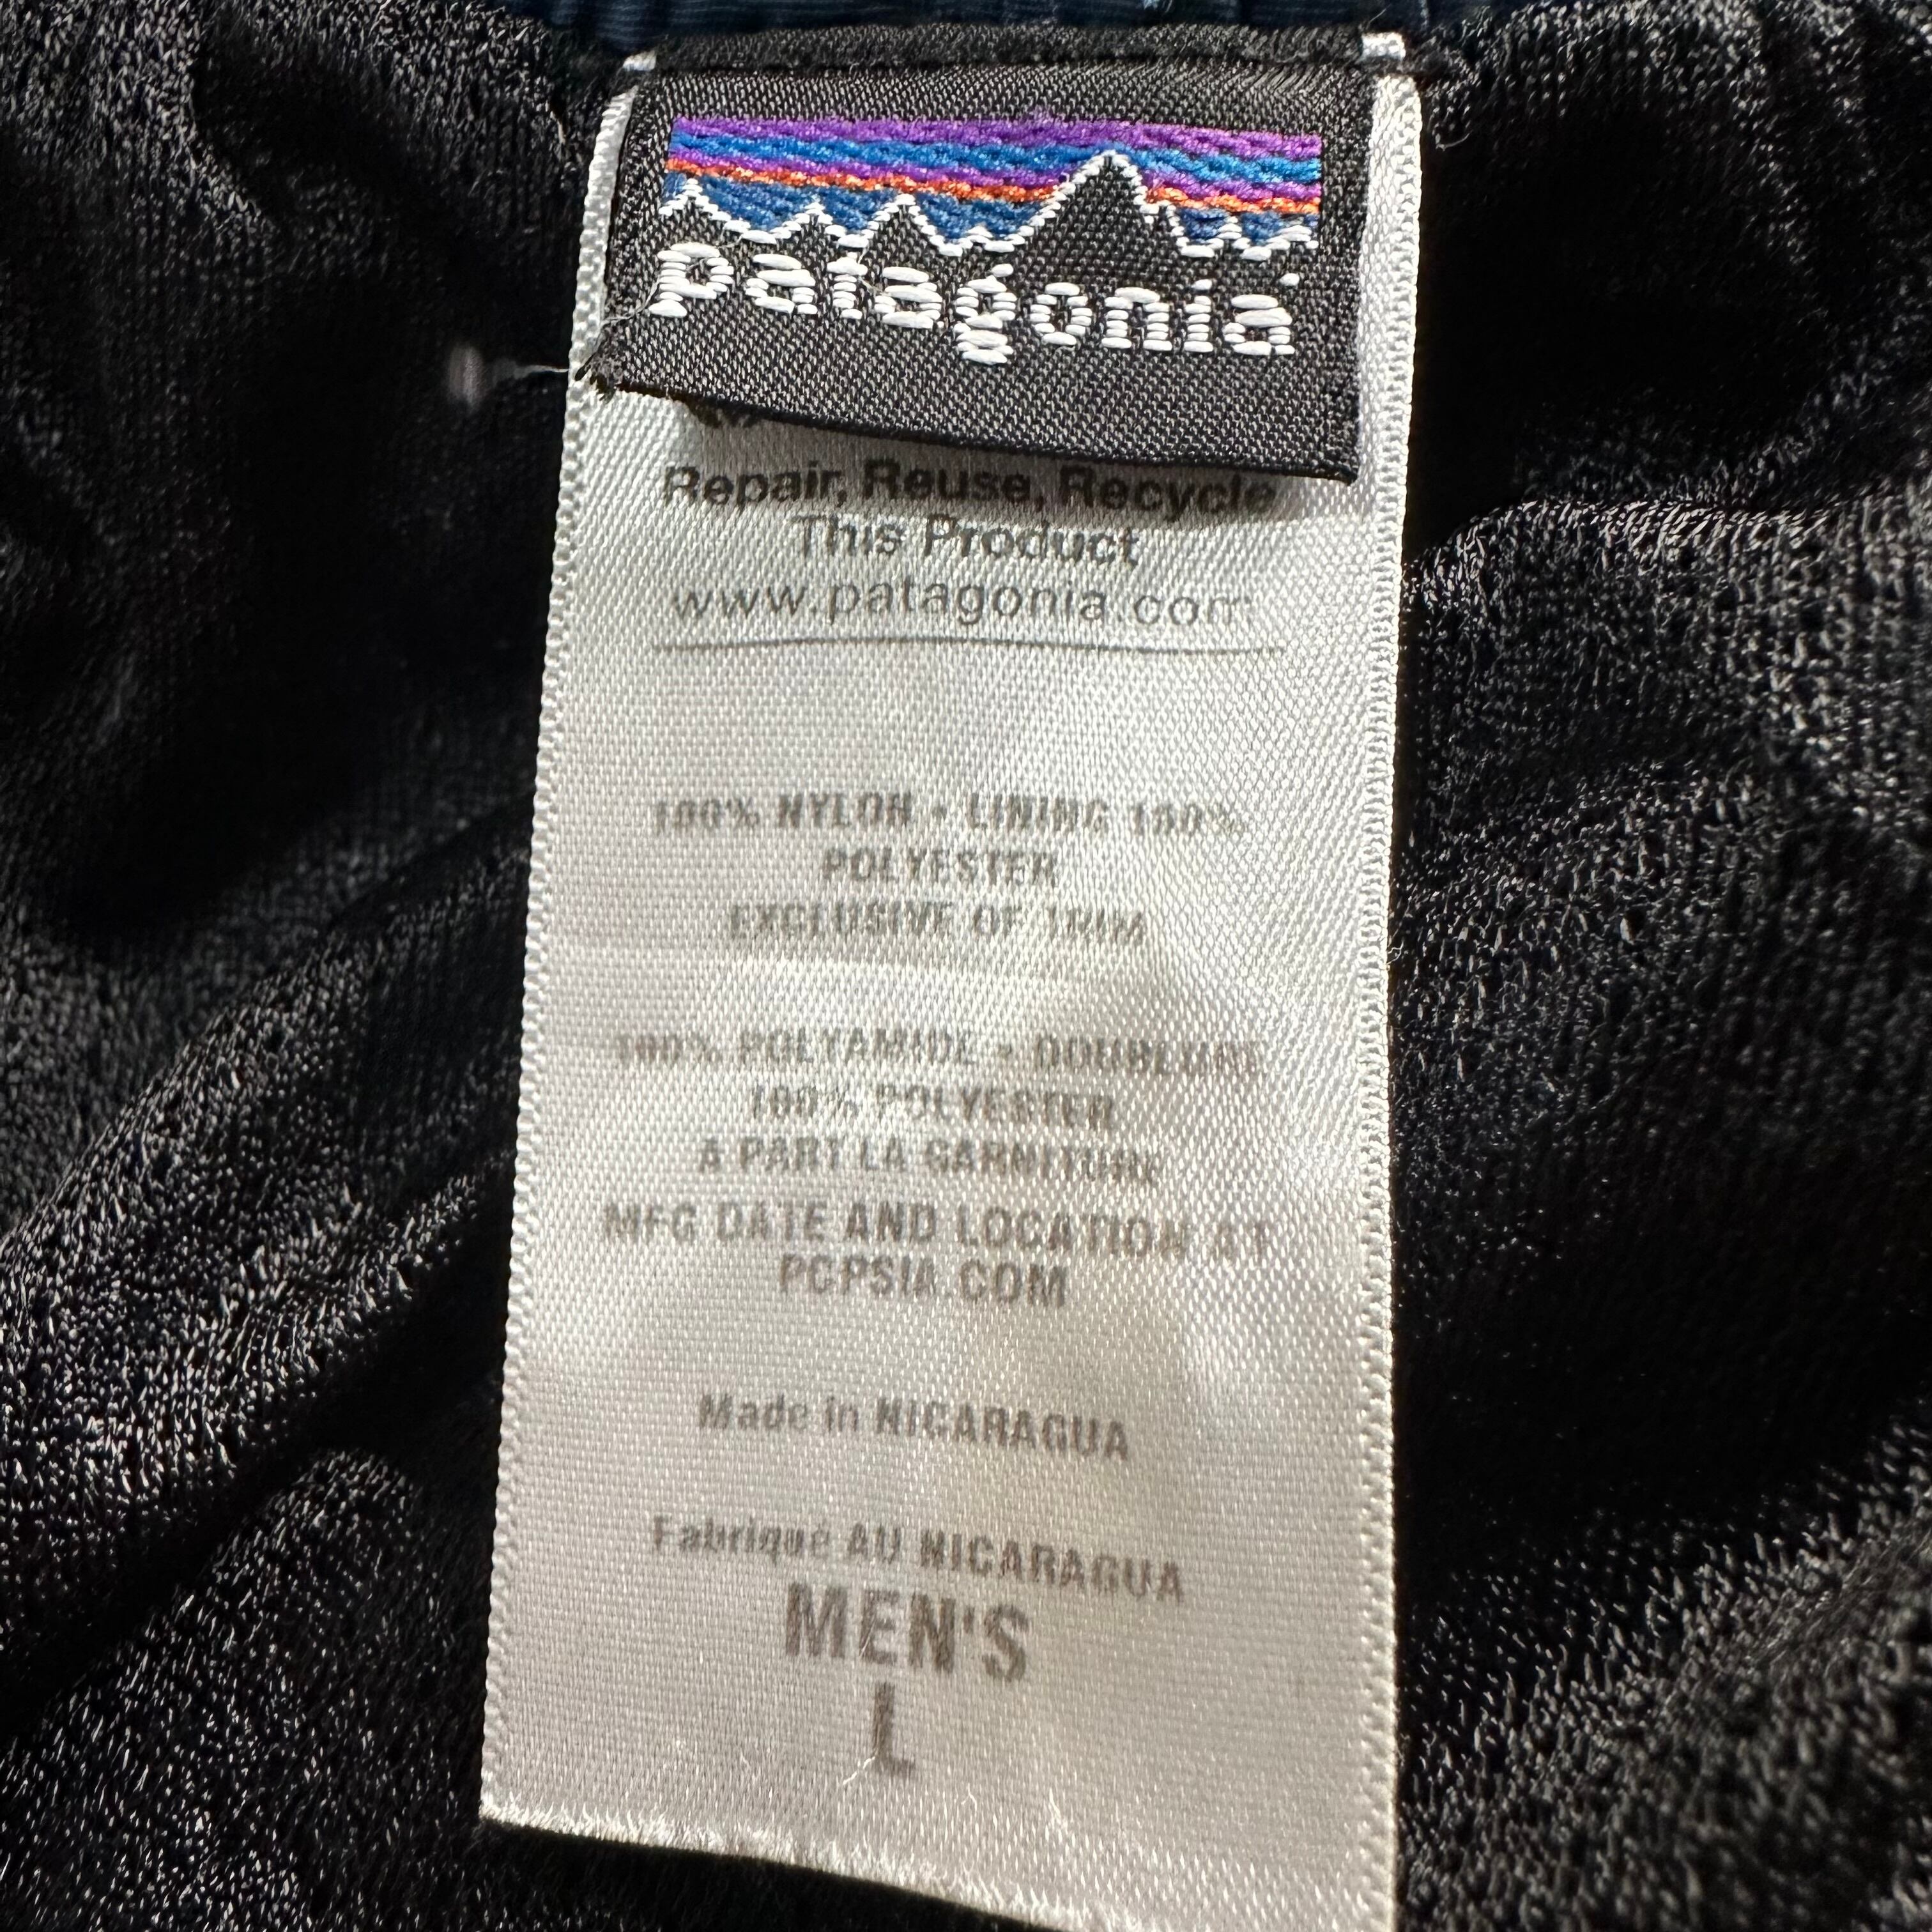 patagonia
Repair, Reuse, Recycle
This Product
www.patagonia.com
100% NYLON • LINING 100%
POLYESTER
EXCLUSIVE OF TRIM
100% POLYAMIDE • DOUBLURE
100% POLYESTER
A PART LA GARNITURE
MFG DATE AND LOCATION AT
PCPSIA.COM
Made in NICARAGUA
Fabriqué AU NICARAGUA
MEN'S
L